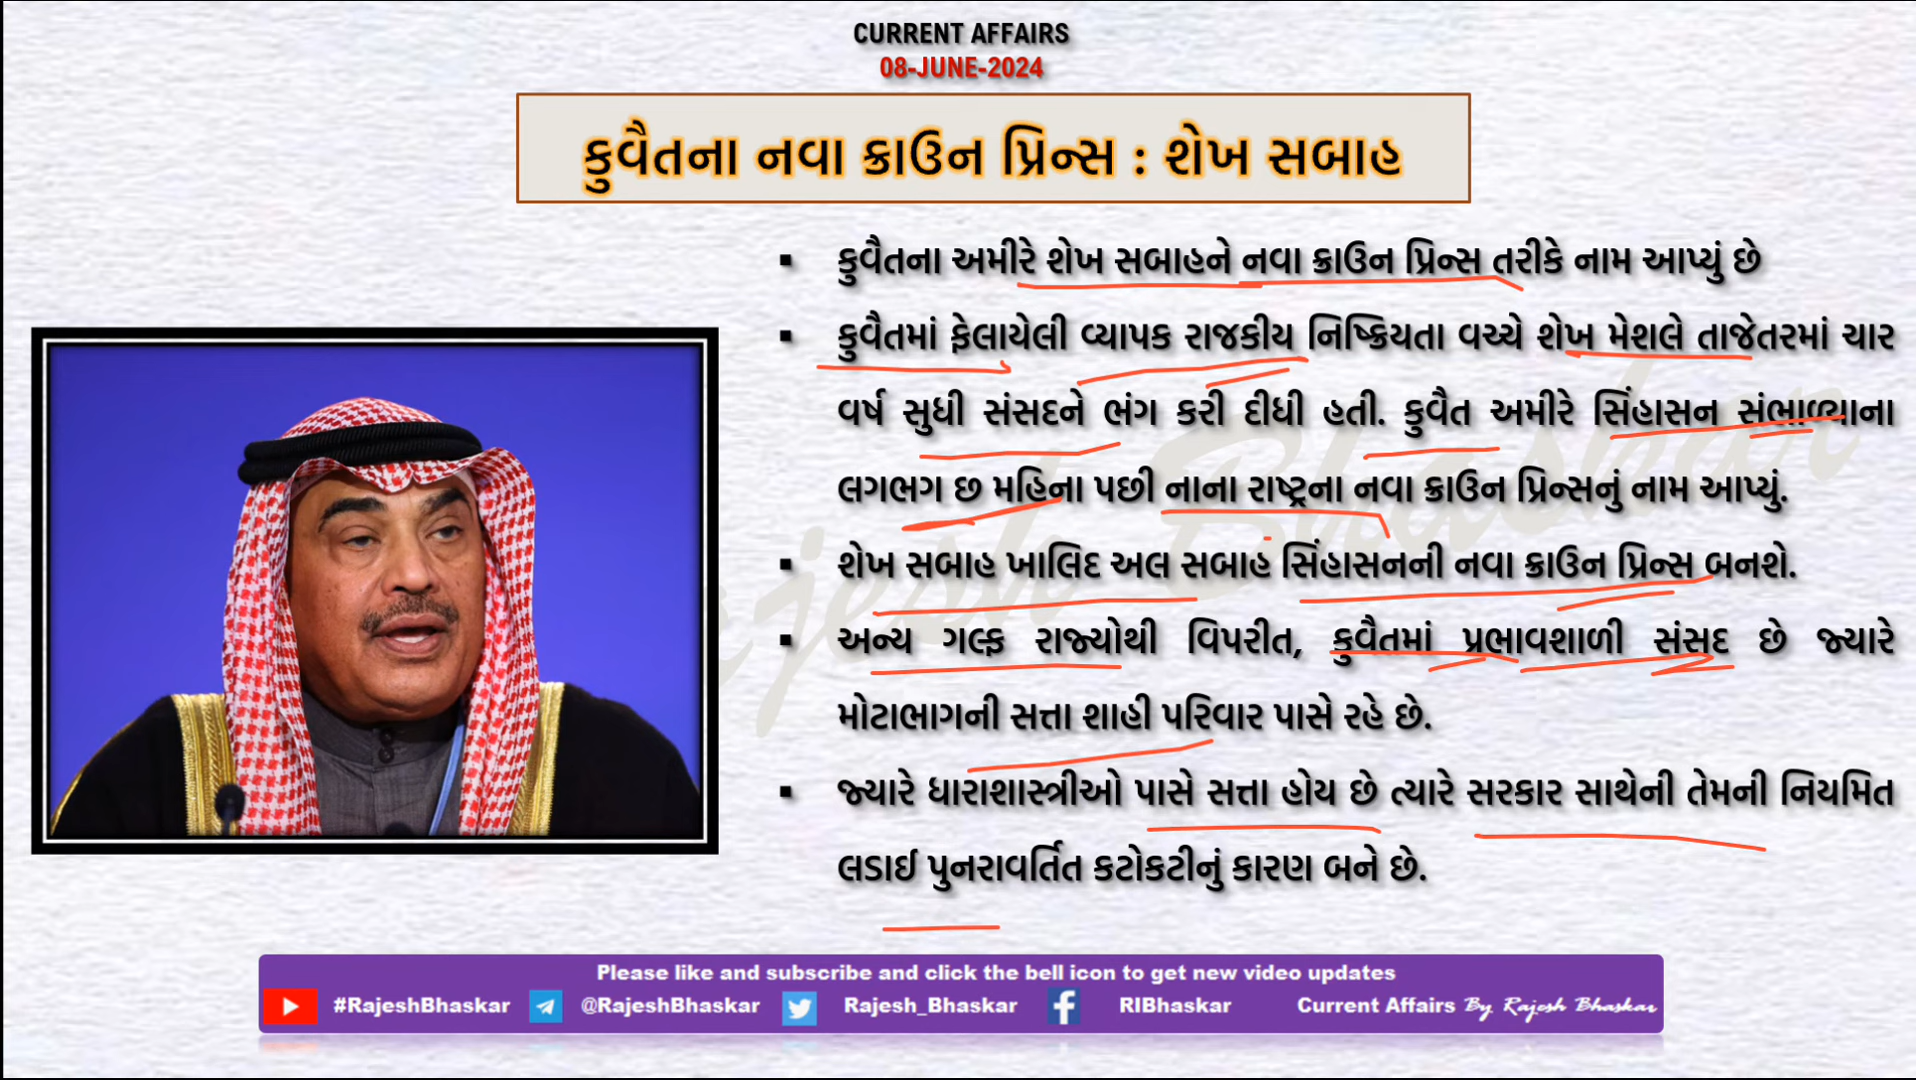 CURRENT AFFAIRS
08-JUNE-2024
કુવૈતના નવા ક્રાઉન પ્રિન્સ : શેખ સબાહ
▪ કુવૈતના અમીરે શેખ સબાહને નવા ક્રાઉન પ્રિન્સ તરીકે નામ આપ્યું છે
▪ કુવૈતમાં ફેલાયેલી વ્યાપક રાજકીય નિષ્ક્રિયતા વચ્ચે શેખ મેશલે તાજેતરમાં ચાર
વર્ષ સુધી સંસદને ભંગ કરી દીધી હતી. કુવૈત અમીરે સિંહાસન સંભાળ્યાના
લગભગ છ મહિના પછી નાના રાષ્ટ્રના નવા ક્રાઉન પ્રિન્સનું નામ આપ્યું.
▪ શેખ સબાહ ખાલિદ અલ સબાહ સિંહાસનની નવા ક્રાઉન પ્રિન્સ બનશે.
▪ અન્ય ગલ્ફ રાજ્યોથી વિપરીત, કુવૈતમાં પ્રભાવશાળી સંસદ છે જ્યારે
મોટાભાગની સત્તા શાહી પરિવાર પાસે રહે છે.
▪ જ્યારે ધારાશાસ્ત્રીઓ પાસે સત્તા હોય છે ત્યારે સરકાર સાથેની તેમની નિયમિત
લડાઈ પુનરાવર્તિત કટોકટીનું કારણ બને છે.
Rajesh Bhaskar
Please like and subscribe and click the bell icon to get new video updates
#RajeshBhaskar @RajeshBhaskar Rajesh_Bhaskar RIBhaskar Current Affairs By Rajesh Bhaskar